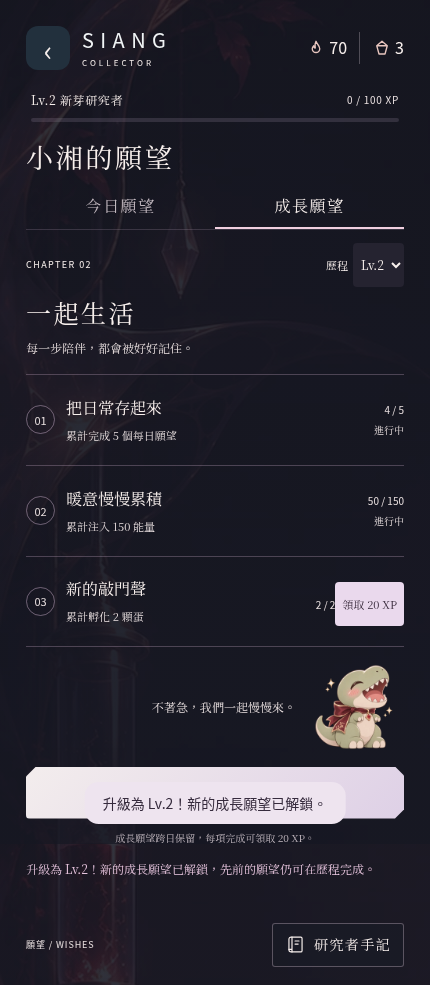 SIANG
COLLECTOR
70
3
Lv.2 新芽研究者
0 / 100 XP
小湘的願望
今日願望
成長願望
CHAPTER 02
歷程
Lv.2
一起生活
每一步陪伴，都會被好好記住。
01
把日常存起來
累計完成 5 個每日願望
4 / 5
進行中
02
暖意慢慢累積
累計注入 150 能量
50 / 150
進行中
03
新的敲門聲
累計孵化 2 顆蛋
2 / 2
領取 20 XP
不著急，我們一起慢慢來。
升級為 Lv.2！新的成長願望已解鎖。
成長願望跨日保留，每項完成可領取 20 XP。
升級為 Lv.2！新的成長願望已解鎖，先前的願望仍可在歷程完成。
願望 / WISHES
研究者手記